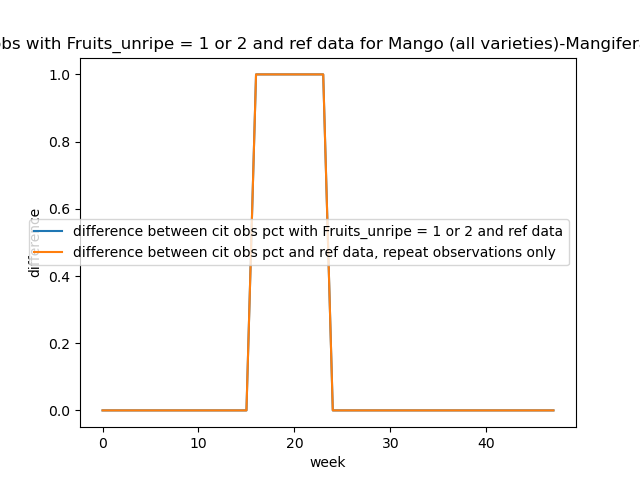 obs with Fruits_unripe = 1 or 2 and ref data for Mango (all varieties)-Mangifera
1.0
0.8
0.6
0.4
0.2
0.0
difference
difference between cit obs pct with Fruits_unripe = 1 or 2 and ref data
difference between cit obs pct and ref data, repeat observations only
0 10 20 30 40
week